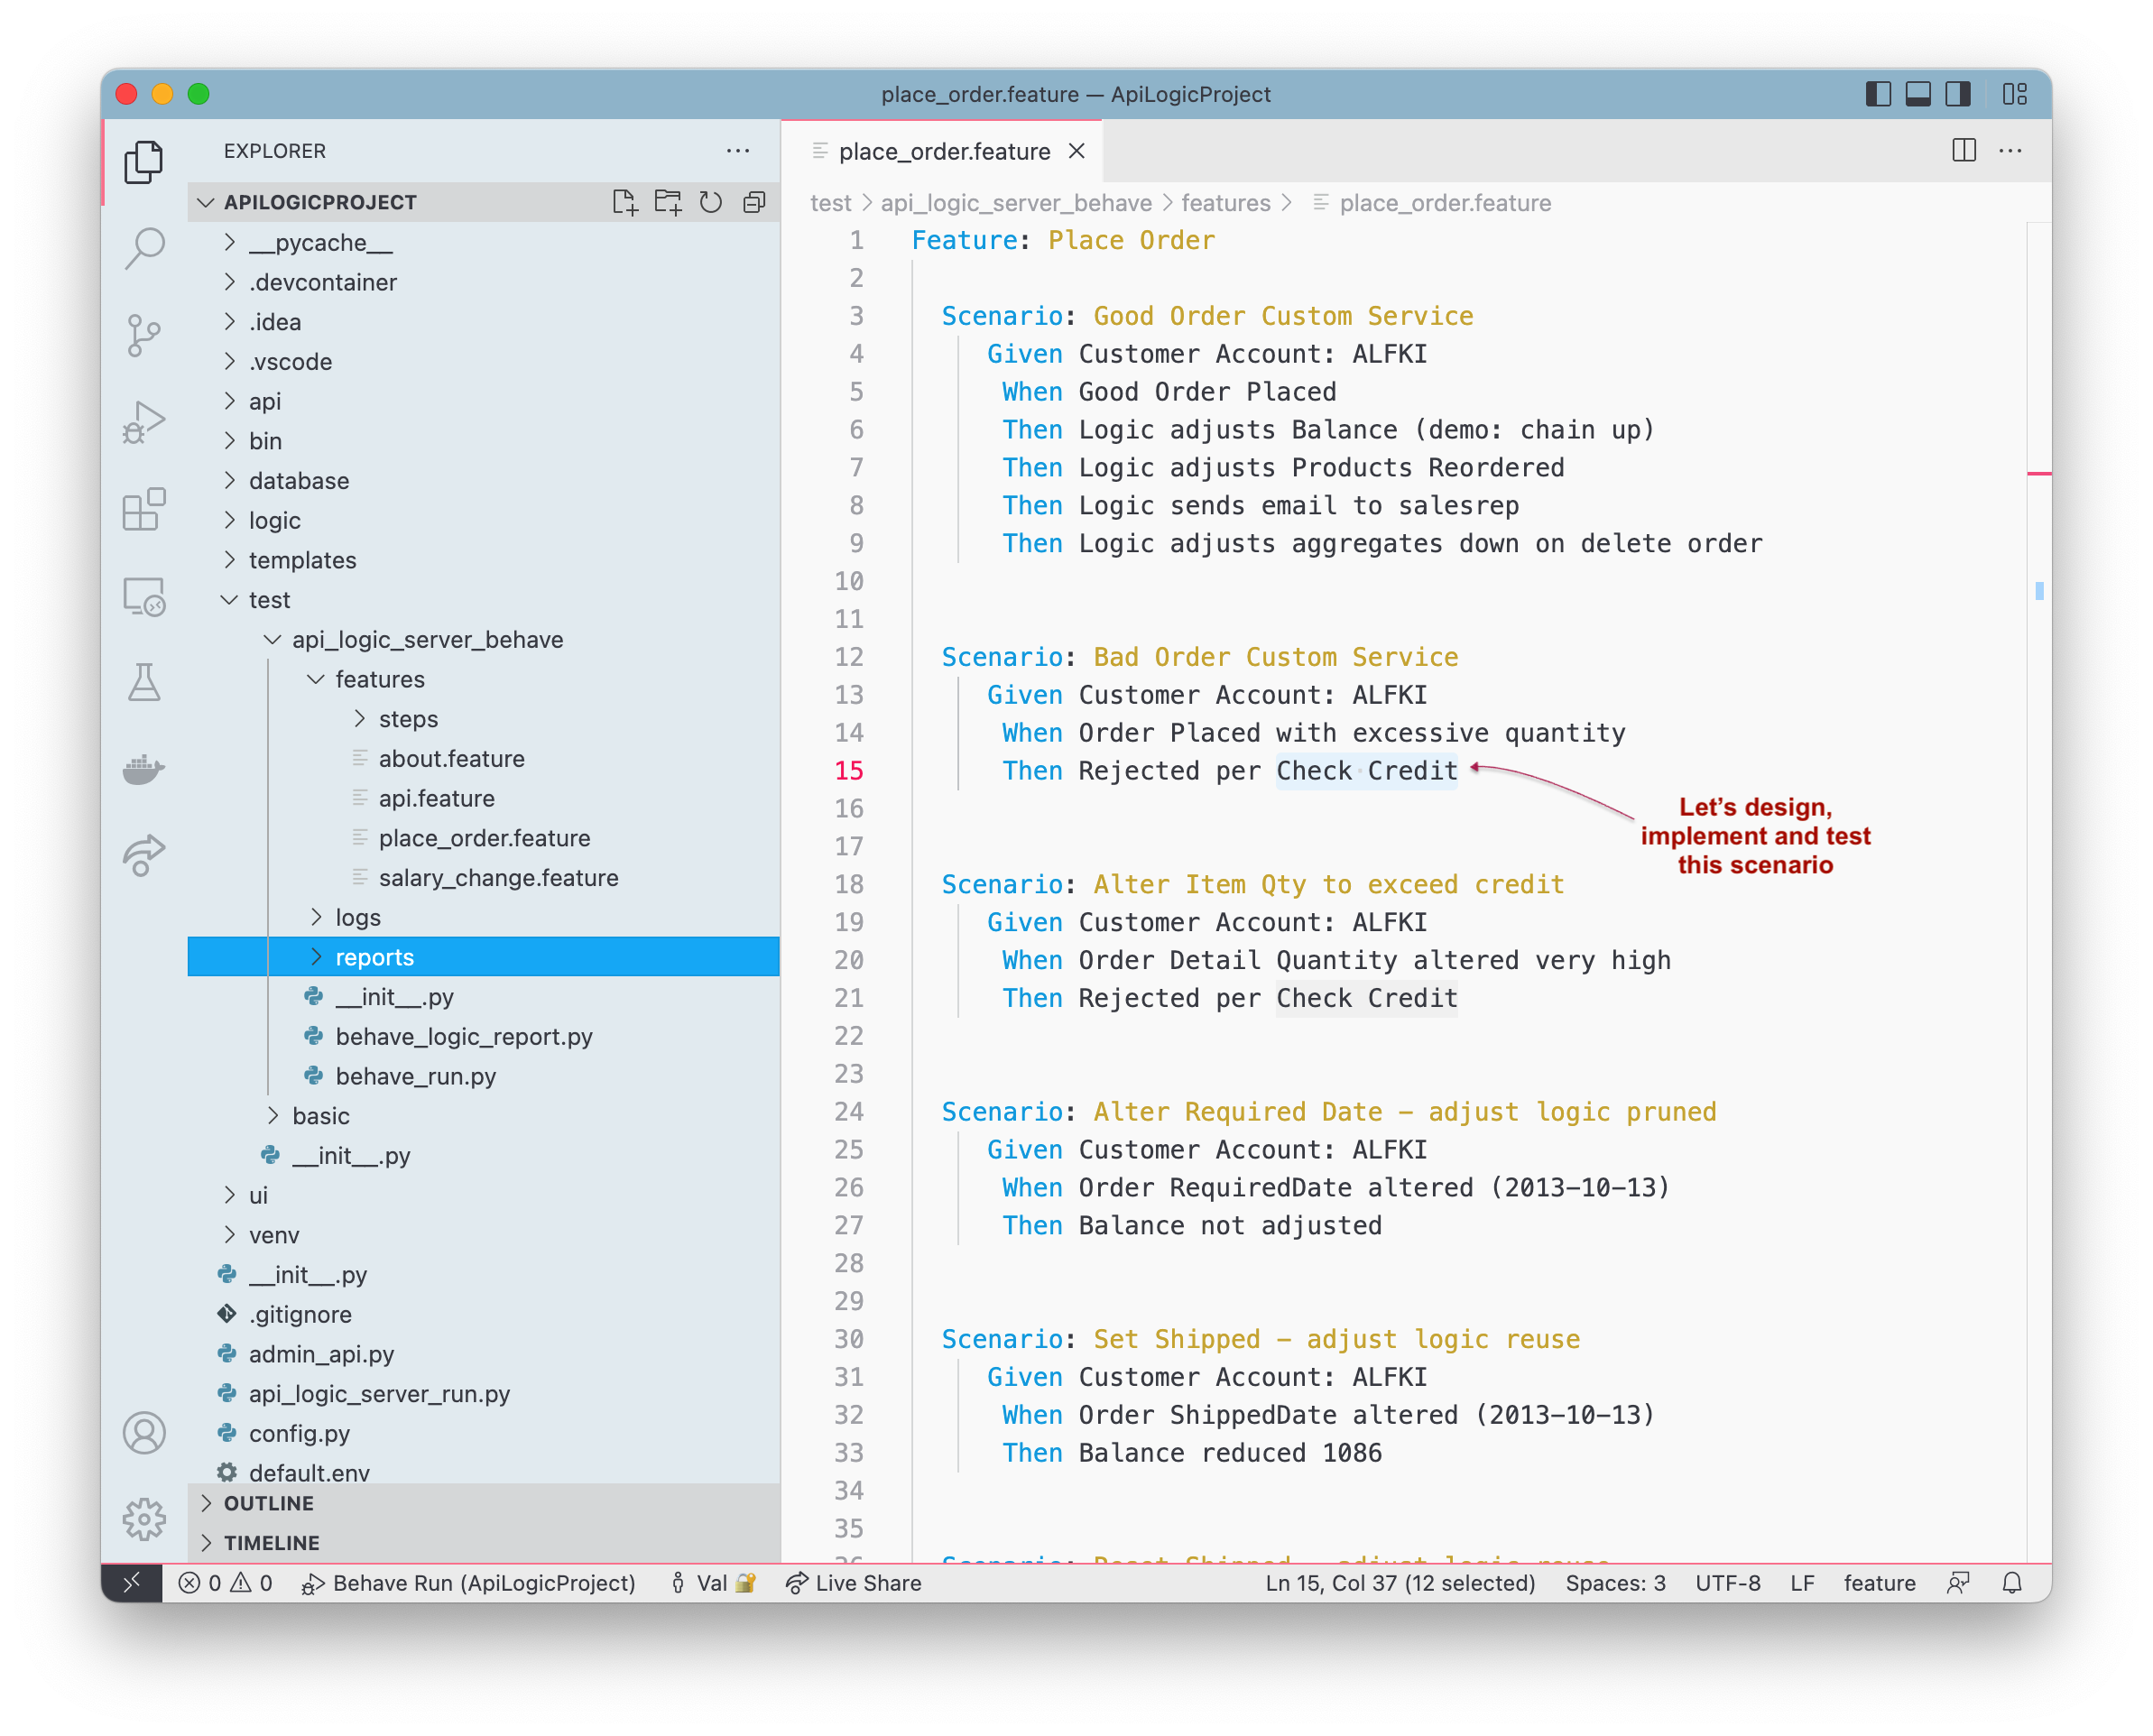 place_order.feature — ApiLogicProject
EXPLORER
APILOGICPROJECT
__pycache__
.devcontainer
.idea
.vscode
api
bin
database
logic
templates
test
api_logic_server_behave
features
steps
about.feature
api.feature
place_order.feature
salary_change.feature
logs
reports
__init__.py
behave_logic_report.py
behave_run.py
basic
__init__.py
ui
venv
__init__.py
.gitignore
admin_api.py
api_logic_server_run.py
config.py
default.env
OUTLINE
TIMELINE
place_order.feature
test > api_logic_server_behave > features > place_order.feature
1 Feature: Place Order
2
3 Scenario: Good Order Custom Service
4 Given Customer Account: ALFKI
5 When Good Order Placed
6 Then Logic adjusts Balance (demo: chain up)
7 Then Logic adjusts Products Reordered
8 Then Logic sends email to salesrep
9 Then Logic adjusts aggregates down on delete order
10
11
12 Scenario: Bad Order Custom Service
13 Given Customer Account: ALFKI
14 When Order Placed with excessive quantity
15 Then Rejected per Check Credit
Let's design,
implement and test
this scenario
16
17
18 Scenario: Alter Item Qty to exceed credit
19 Given Customer Account: ALFKI
20 When Order Detail Quantity altered very high
21 Then Rejected per Check Credit
22
23
24 Scenario: Alter Required Date – adjust logic pruned
25 Given Customer Account: ALFKI
26 When Order RequiredDate altered (2013-10-13)
27 Then Balance not adjusted
28
29
30 Scenario: Set Shipped – adjust logic reuse
31 Given Customer Account: ALFKI
32 When Order ShippedDate altered (2013-10-13)
33 Then Balance reduced 1086
34
35
36 Scenario: Reset Shipped – adjust logic reuse
0 0 Behave Run (ApiLogicProject) Val Live Share Ln 15, Col 37 (12 selected) Spaces: 3 UTF-8 LF feature